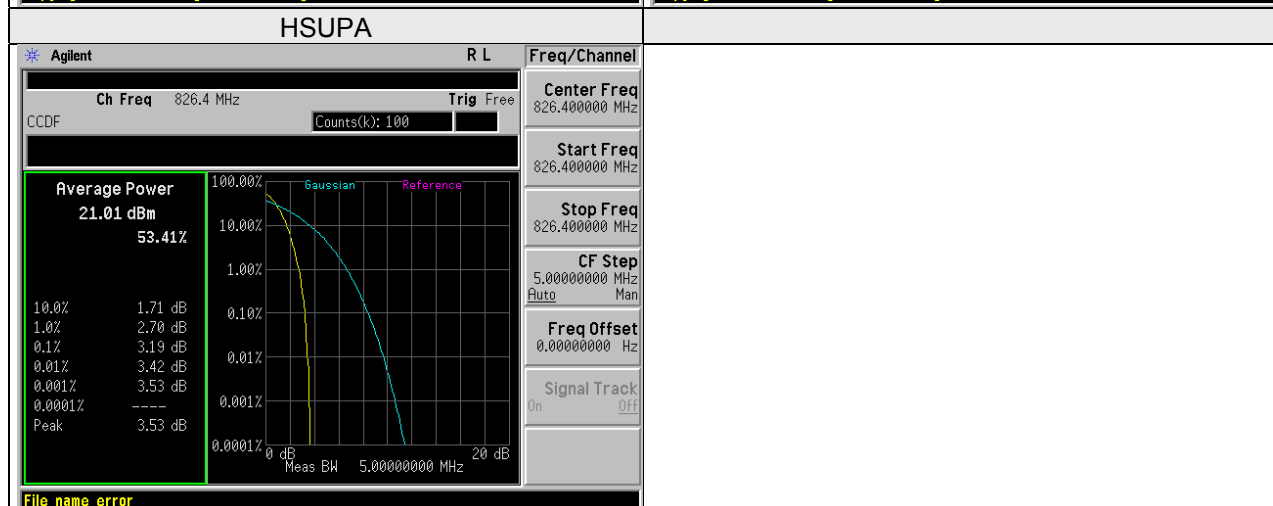 HSUPA
Agilent R L Freq/Channel
Ch Freq 826.4 MHz Trig Free
CCDF Counts(k): 100
Center Freq
826.400000 MHz
Start Freq
826.400000 MHz
Stop Freq
826.400000 MHz
CF Step
5.00000000 MHz
Auto Man
Freq Offset
0.00000000 Hz
Signal Track
On Off
Average Power
21.01 dBm
53.41%
10.0% 1.71 dB
1.0% 2.70 dB
0.1% 3.19 dB
0.01% 3.42 dB
0.001% 3.53 dB
0.0001% ----
Peak 3.53 dB
Gaussian Reference
100.00%
10.00%
1.00%
0.10%
0.01%
0.001%
0.0001%
0 dB 20 dB
Meas BW 5.00000000 MHz
File name error